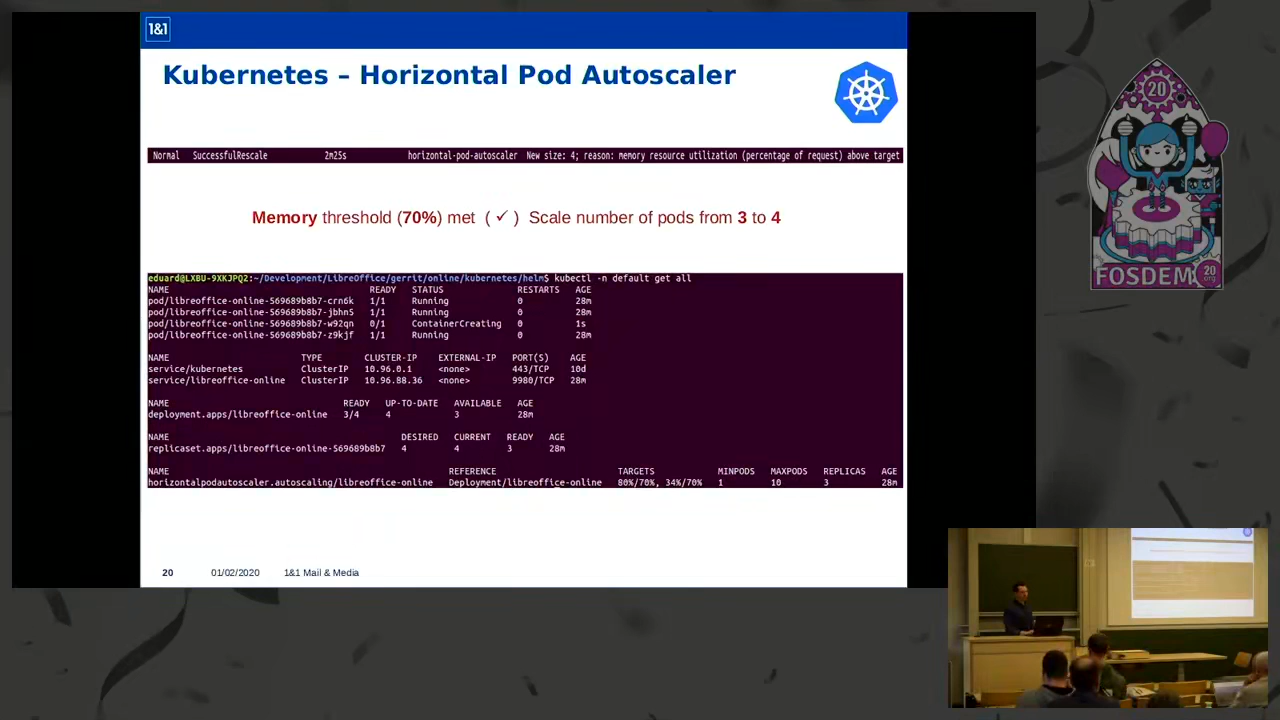 1&1
Kubernetes – Horizontal Pod Autoscaler
Normal SuccessfulRescale 2m25s horizontal-pod-autoscaler New size: 4; reason: memory resource utilization (percentage of request) above target
Memory threshold (70%) met ( ✓ ) Scale number of pods from 3 to 4
eduard@LXBU-9XKJPQ2:~/Development/LibreOffice/gerrit/online/kubernetes/helm$ kubectl -n default get all
NAME READY STATUS RESTARTS AGE
pod/libreoffice-online-569689b8b7-crn6k 1/1 Running 0 28m
pod/libreoffice-online-569689b8b7-jbhn5 1/1 Running 0 28m
pod/libreoffice-online-569689b8b7-w92qn 0/1 ContainerCreating 0 1s
pod/libreoffice-online-569689b8b7-z9kjf 1/1 Running 0 28m
NAME TYPE CLUSTER-IP EXTERNAL-IP PORT(S) AGE
service/kubernetes ClusterIP 10.96.0.1 <none> 443/TCP 10d
service/libreoffice-online ClusterIP 10.96.88.36 <none> 9980/TCP 28m
NAME READY UP-TO-DATE AVAILABLE AGE
deployment.apps/libreoffice-online 3/4 4 3 28m
NAME DESIRED CURRENT READY AGE
replicaset.apps/libreoffice-online-569689b8b7 4 4 3 28m
NAME REFERENCE TARGETS MINPODS MAXPODS REPLICAS AGE
horizontalpodautoscaler.autoscaling/libreoffice-online Deployment/libreoffice-online 80%/70%, 34%/70% 1 10 3 28m
20 01/02/2020 1&1 Mail & Media
20
FOSDEM 20
.org